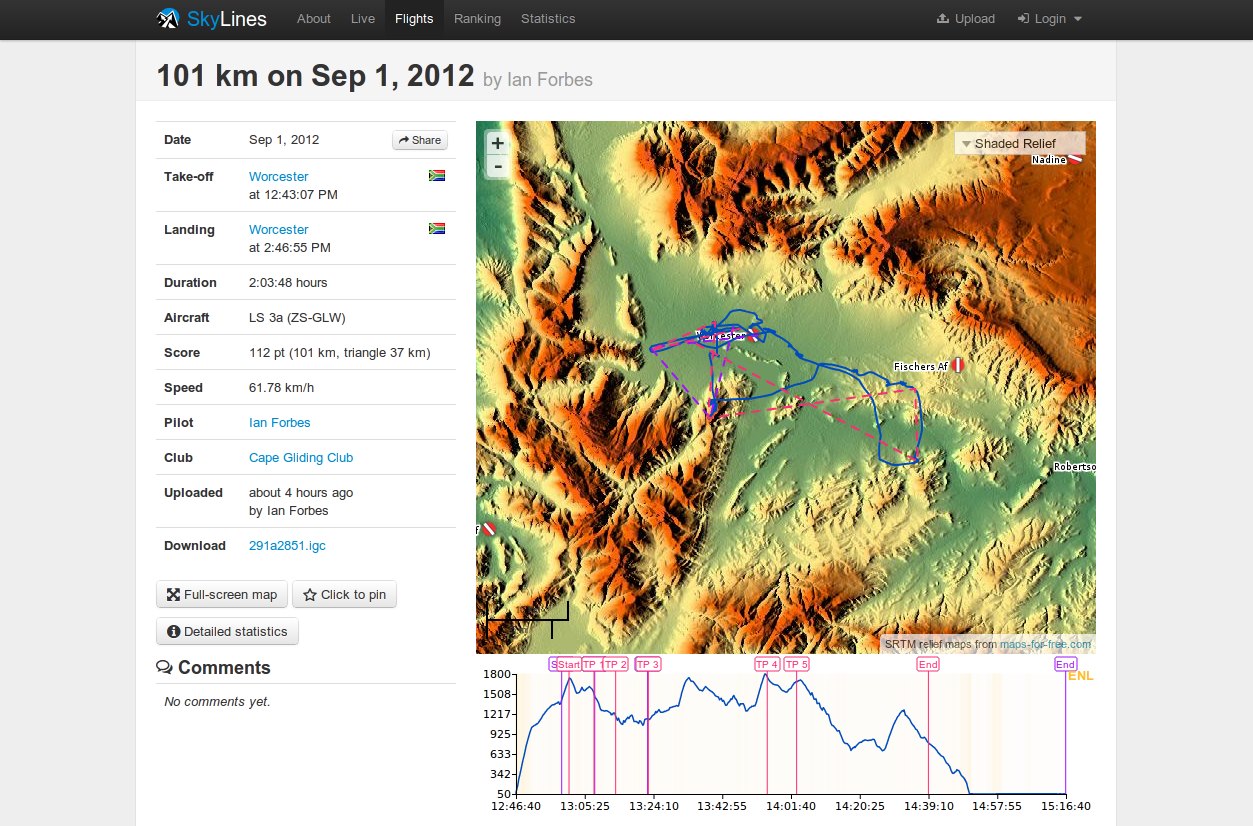 SkyLines About Live Flights Ranking Statistics Upload Login
101 km on Sep 1, 2012 by Ian Forbes
Date Sep 1, 2012 Share
Take-off Worcester
at 12:43:07 PM
Landing Worcester
at 2:46:55 PM
Duration 2:03:48 hours
Aircraft LS 3a (ZS-GLW)
Score 112 pt (101 km, triangle 37 km)
Speed 61.78 km/h
Pilot Ian Forbes
Club Cape Gliding Club
Uploaded about 4 hours ago
by Ian Forbes
Download 291a2851.igc
Full-screen map Click to pin
Detailed statistics
Comments
No comments yet.
+
-
Shaded Relief
Nadine
Fischers Af
Robertso
SRTM relief maps from maps-for-free.com
Start TP 1 TP 2 TP 3 TP 4 TP 5 End End
ENL
1800
1508
1217
925
633
342
50
12:46:40 13:05:25 13:24:10 13:42:55 14:01:40 14:20:25 14:39:10 14:57:55 15:16:40